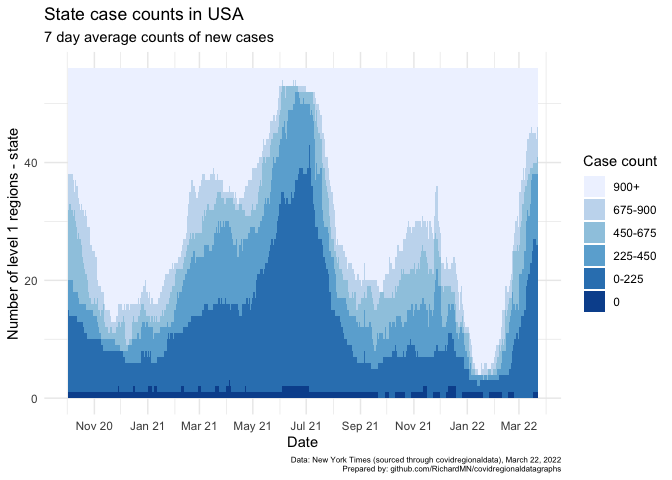 State case counts in USA
7 day average counts of new cases
Number of level 1 regions - state
40
20
0
Nov 20 Jan 21 Mar 21 May 21 Jul 21 Sep 21 Nov 21 Jan 22 Mar 22
Date
Case count
900+
675-900
450-675
225-450
0-225
0
Data: New York Times (sourced through covidregionaldata), March 22, 2022
Prepared by: github.com/RichardMN/covidregionaldatagraphs